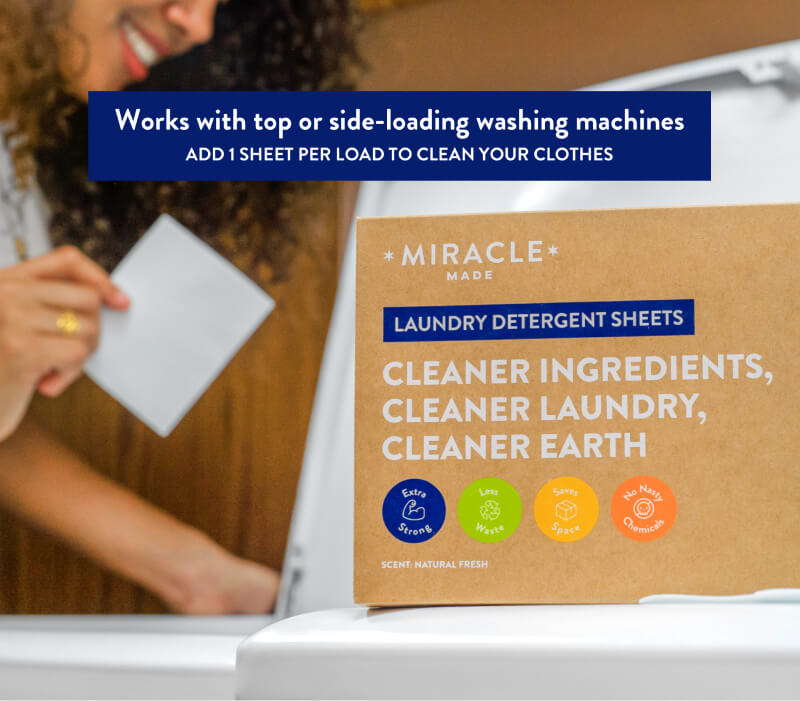 Works with top or side-loading washing machines
ADD 1 SHEET PER LOAD TO CLEAN YOUR CLOTHES
*MIRACLE*
MADE
LAUNDRY DETERGENT SHEETS
CLEANER INGREDIENTS,
CLEANER LAUNDRY,
CLEANER EARTH
Extra
Strong
Less
Waste
Saves
Space
No Nasty
Chemicals
SCENT: NATURAL FRESH